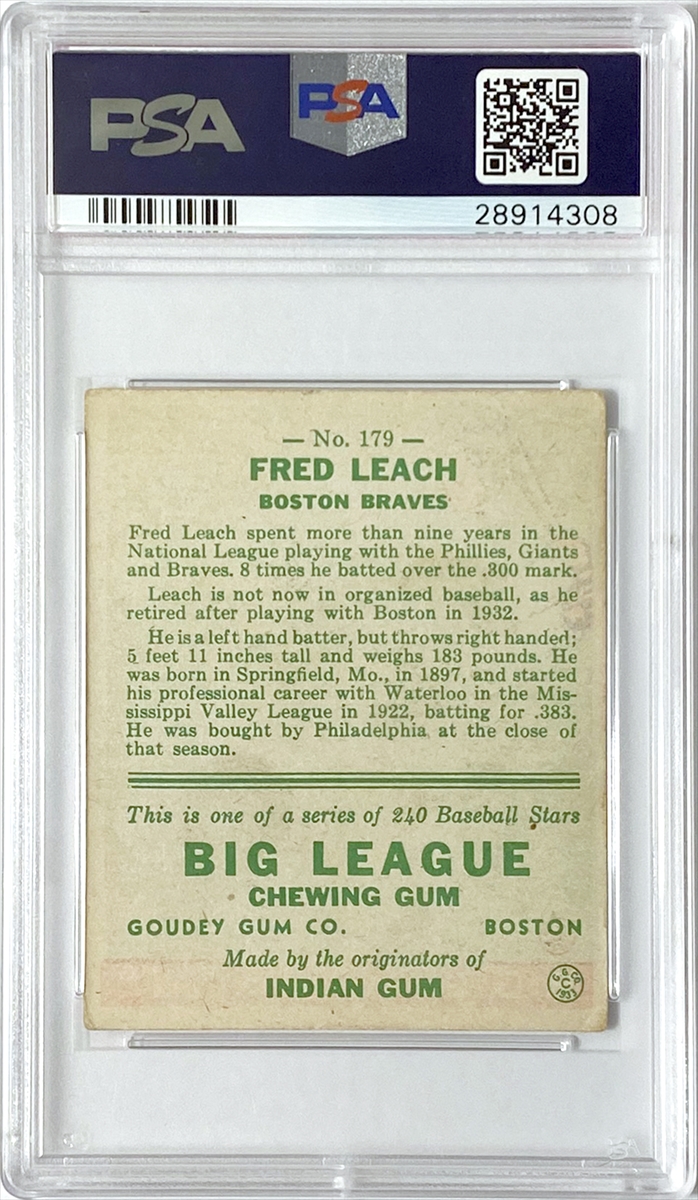 PSA
PSA
28914308
— No. 179 —
FRED LEACH
BOSTON BRAVES
Fred Leach spent more than nine years in the
National League playing with the Phillies, Giants
and Braves. 8 times he batted over the .300 mark.
Leach is not now in organized baseball, as he
retired after playing with Boston in 1932.
He is a left hand batter, but throws right handed;
5 feet 11 inches tall and weighs 183 pounds. He
was born in Springfield, Mo., in 1897, and started
his professional career with Waterloo in the Mis-
sissippi Valley League in 1922, batting for .383.
He was bought by Philadelphia at the close of
that season.
This is one of a series of 240 Baseball Stars
BIG LEAGUE
CHEWING GUM
GOUDEY GUM CO. BOSTON
Made by the originators of
INDIAN GUM
G. G. CO.
C
1933